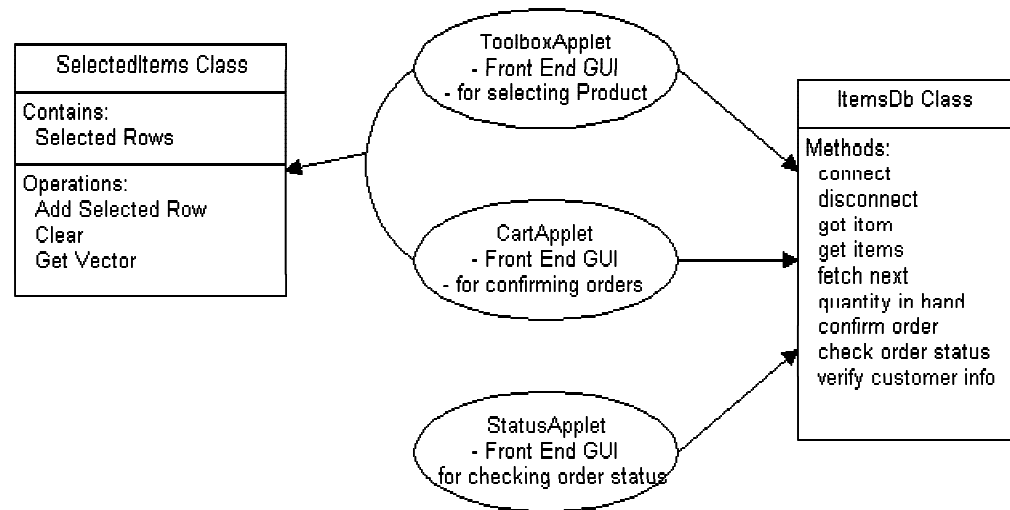 SelectedItems Class
Contains:
Selected Rows
Operations:
Add Selected Row
Clear
Get Vector
ToolboxApplet
- Front End GUI
- for selecting Product
CartApplet
- Front End GUI
- for confirming orders
StatusApplet
- Front End GUI
for checking order status
ItemsDb Class
Methods:
connect
disconnect
got itom
get items
fetch next
quantity in hand
confirm order
check order status
verify customer info